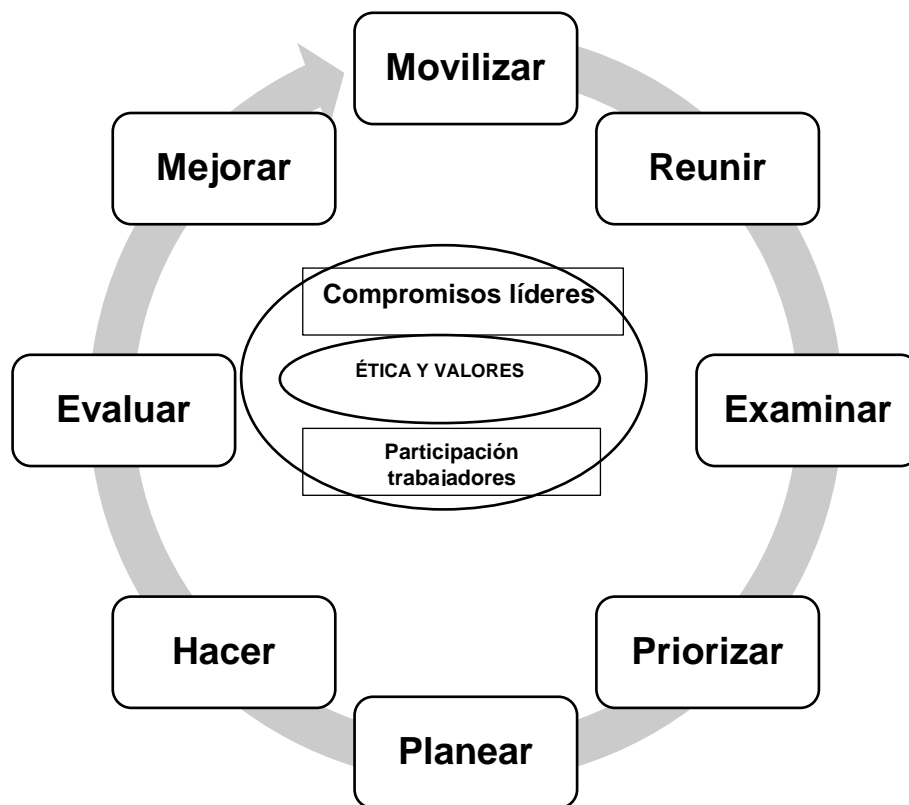 Movilizar
Reunir
Examinar
Priorizar
Planear
Hacer
Evaluar
Mejorar
Compromisos líderes
ÉTICA Y VALORES
Participación
trabajadores